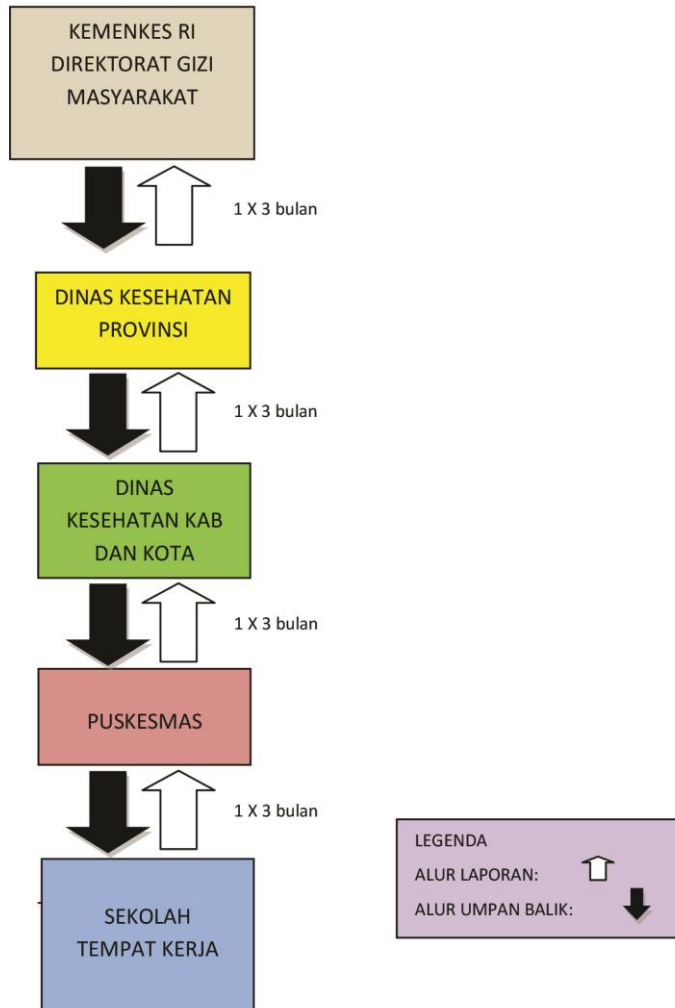 KEMENKES RI
DIREKTORAT GIZI
MASYARAKAT
1 X 3 bulan
DINAS KESEHATAN
PROVINSI
1 X 3 bulan
DINAS
KESEHATAN KAB
DAN KOTA
1 X 3 bulan
PUSKESMAS
1 X 3 bulan
SEKOLAH
TEMPAT KERJA
LEGENDA
ALUR LAPORAN:
ALUR UMPAN BALIK: